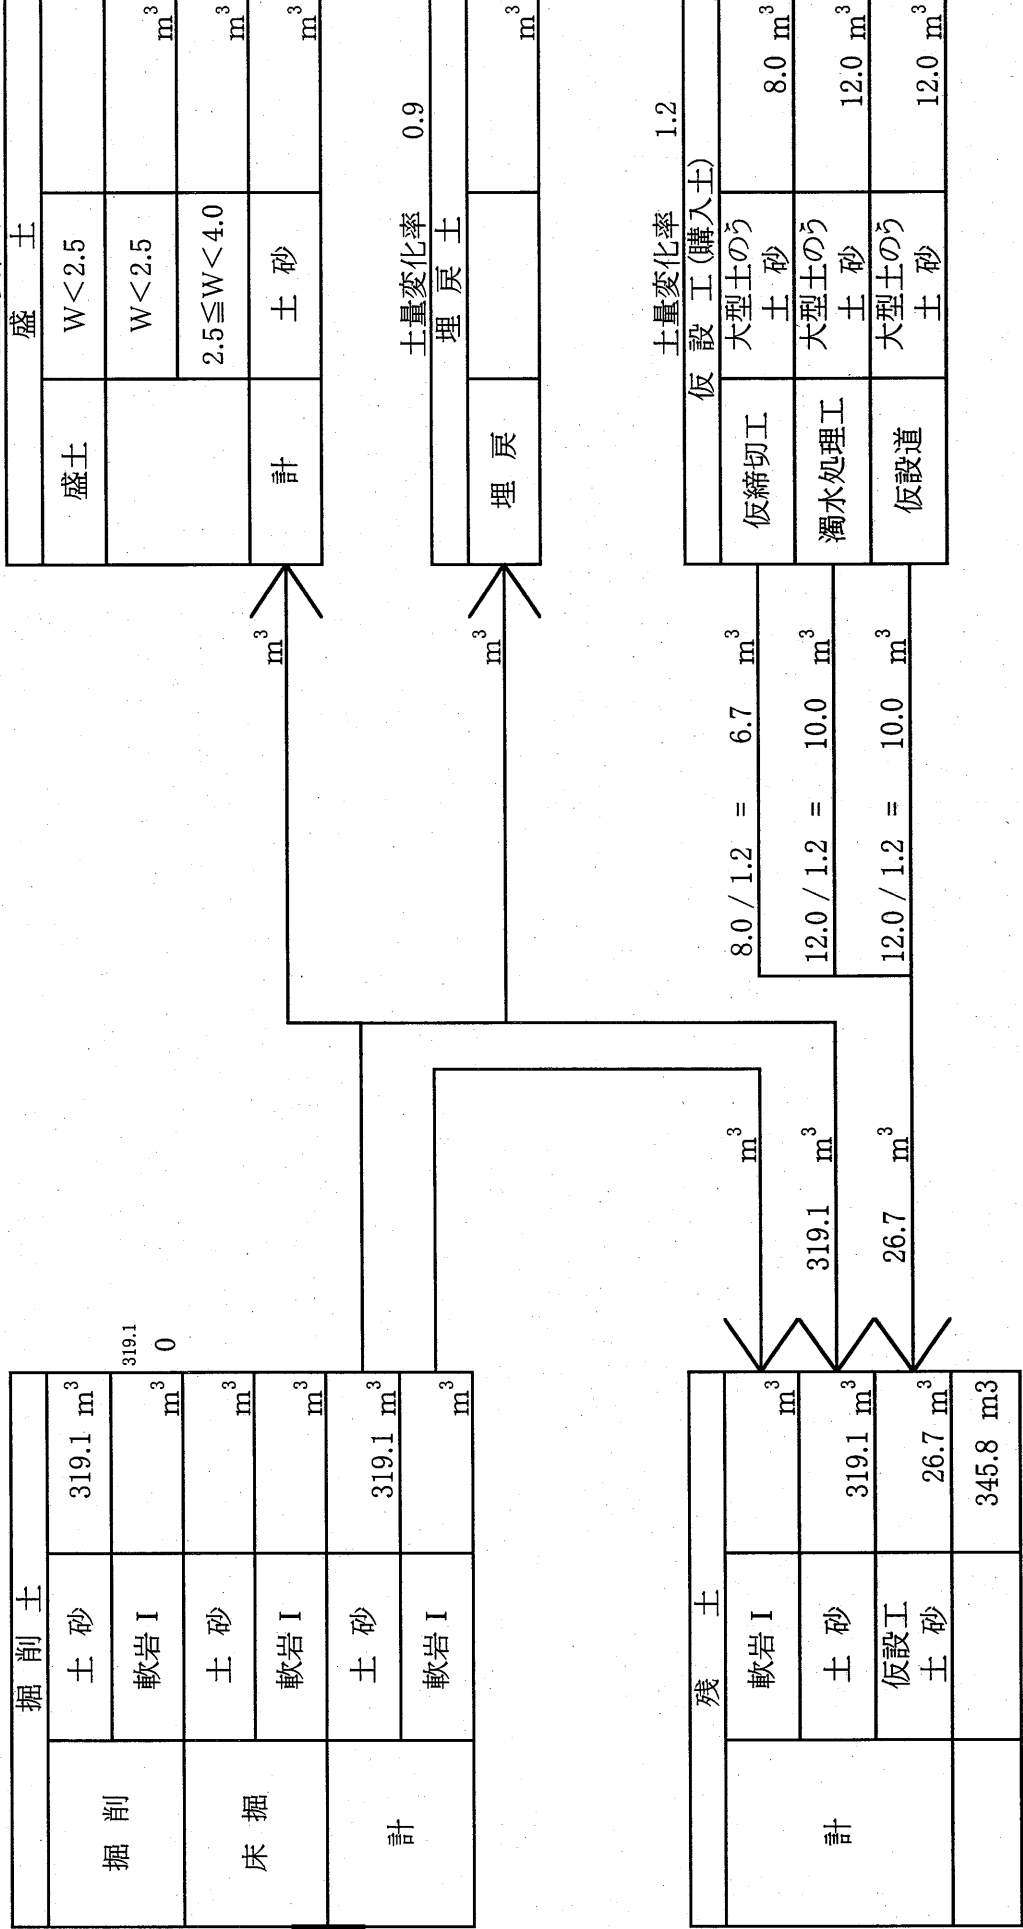 掘 削 土
掘 削 土 砂 319.1 m³
軟岩Ⅰ m³
319.1
0
床 掘 土 砂 m³
軟岩Ⅰ m³
計 土 砂 319.1 m³
軟岩Ⅰ m³
盛 土
盛土 W<2.5
W<2.5 m³
2.5≦W<4.0 m³
計 土 砂 m³
m³
土量変化率 0.9
埋 戻 土
埋 戻 m³
m³
土量変化率 1.2
仮 設 工 (購入土)
仮締切工 大型土のう 土 砂 8.0 m³
濁水処理工 大型土のう 土 砂 12.0 m³
仮設道 大型土のう 土 砂 12.0 m³
8.0 / 1.2 = 6.7 m³
12.0 / 1.2 = 10.0 m³
12.0 / 1.2 = 10.0 m³
m³
319.1 m³
26.7 m³
残 土
計 軟岩Ⅰ m³
土 砂 319.1 m³
仮設工 土 砂 26.7 m³
345.8 m3